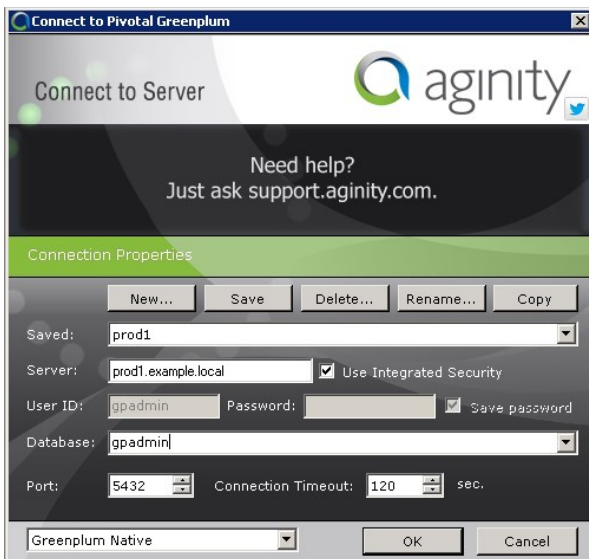 Connect to Pivotal Greenplum
Connect to Server
aginity
Need help?
Just ask support.aginity.com.
Connection Properties
New... Save Delete... Rename... Copy
Saved: prod1
Server: prod1.example.local Use Integrated Security
User ID: gpadmin Password: Save password
Database: gpadmin
Port: 5432 Connection Timeout: 120 sec.
Greenplum Native OK Cancel